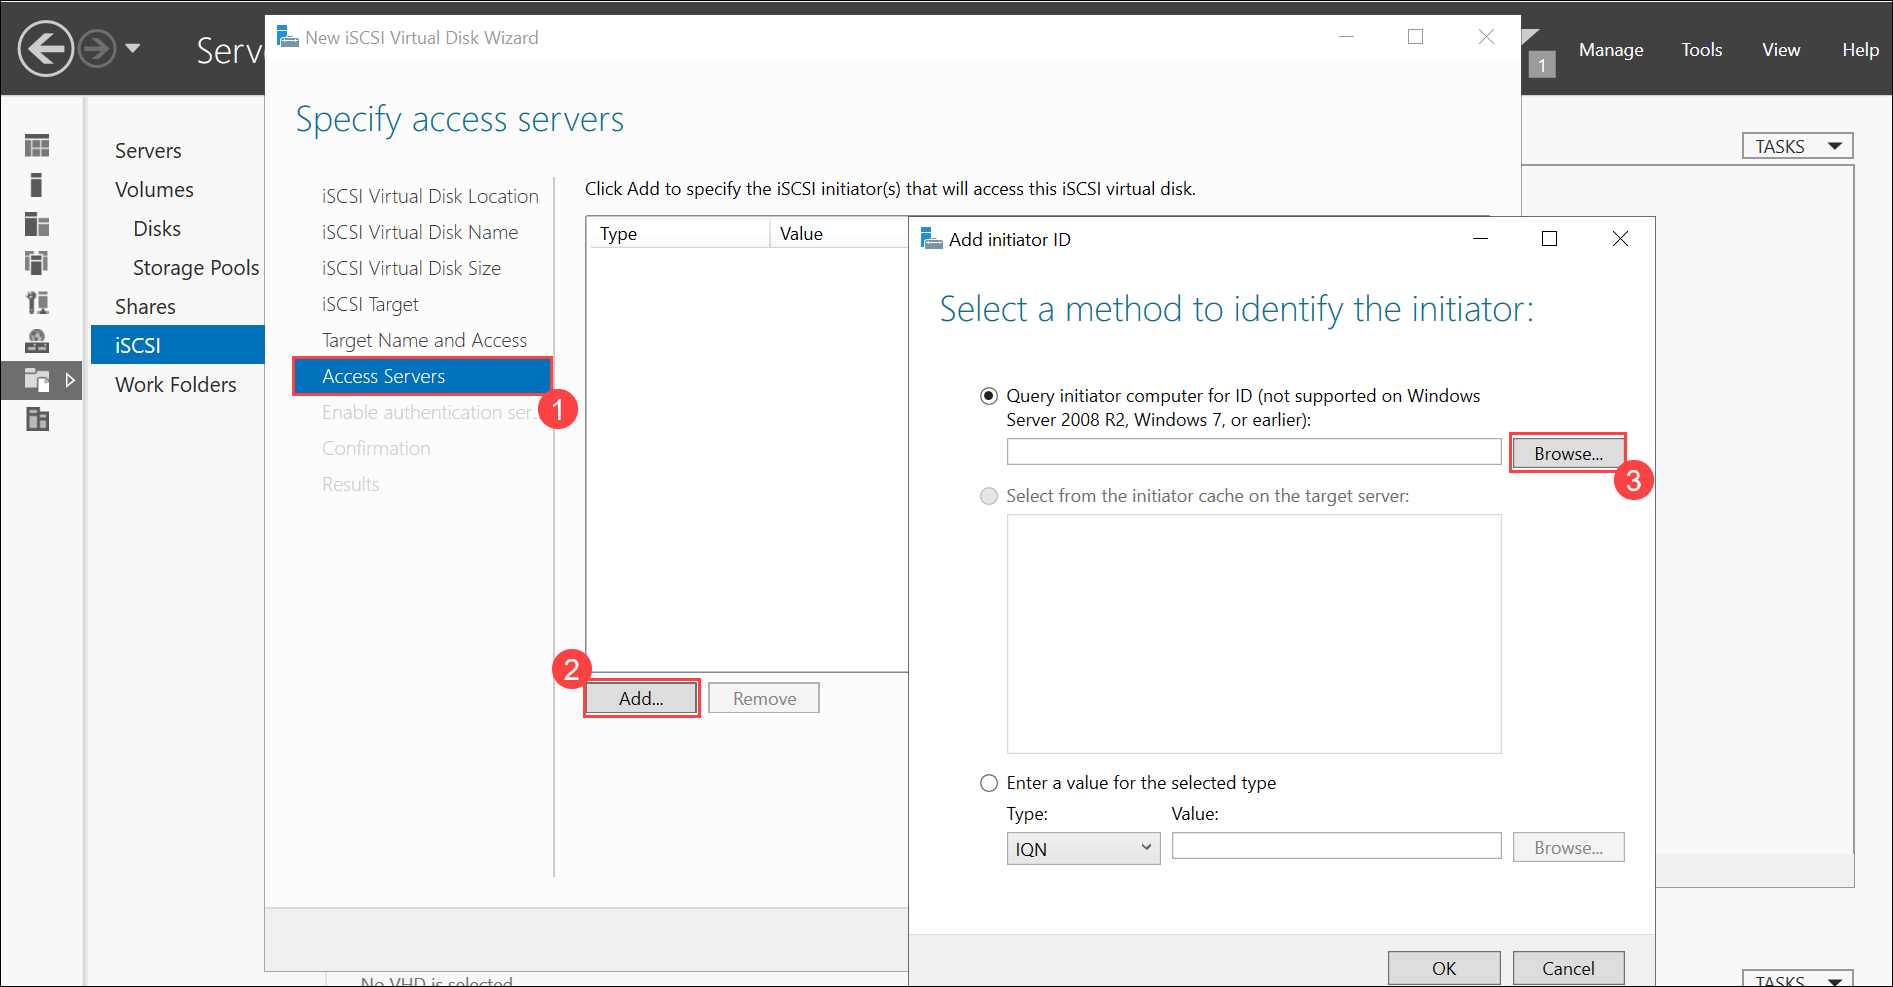 Serv
New iSCSI Virtual Disk Wizard
1
Manage
Tools
View
Help
Servers
Volumes
Disks
Storage Pools
Shares
iSCSI
Work Folders
Specify access servers
iSCSI Virtual Disk Location
iSCSI Virtual Disk Name
iSCSI Virtual Disk Size
iSCSI Target
Target Name and Access
Access Servers
1
Enable authentication ser...
Confirmation
Results
Click Add to specify the iSCSI initiator(s) that will access this iSCSI virtual disk.
Type
Value
2
Add...
Remove
Add initiator ID
Select a method to identify the initiator:
Query initiator computer for ID (not supported on Windows
Server 2008 R2, Windows 7, or earlier):
Browse...
3
Select from the initiator cache on the target server:
Enter a value for the selected type
Type:
Value:
IQN
Browse...
OK
Cancel
TASKS
No VHD is selected
TASKS